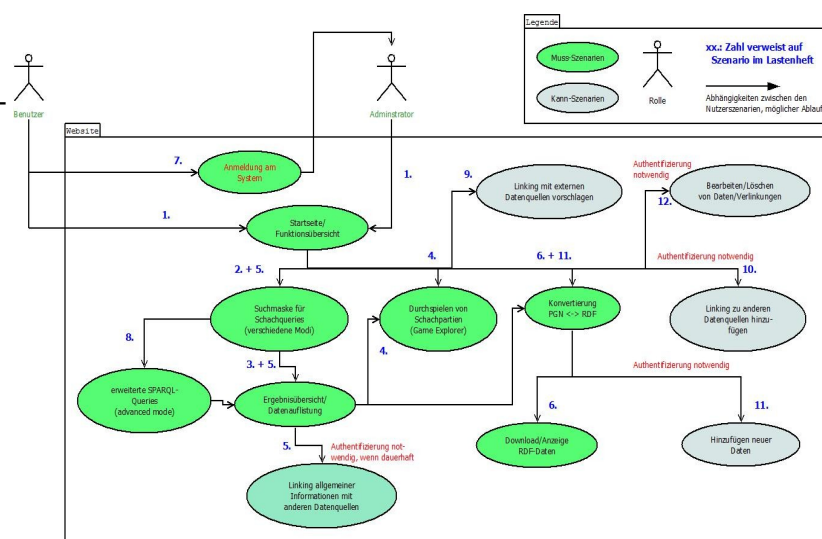 Legende
Muss-Szenarien
Kann-Szenarien
Rolle
xx.: Zahl verweist auf
Szenario im Lastenheft
Abhängigkeiten zwischen den
Nutzerszenarien, möglicher Ablauf
Benutzer
Adminstrator
Website
7.
Anmeldung am
System
1.
1.
Startseite/
Funktionsübersicht
9.
Linking mit externen
Datenquellen vorschlagen
Authentifizierung
notwendig
12.
Bearbeiten/Löschen
von Daten/Verlinkungen
2. + 5.
4.
6. + 11.
Authentifizierung notwendig
10.
Suchmaske für
Schachqueries
(verschiedene Modi)
Durchspielen von
Schachpartien
(Game Explorer)
Konvertierung
PGN <-> RDF
Linking zu anderen
Datenquellen hinzu-
fügen
8.
3. + 5.
4.
Authentifizierung notwendig
erweiterte SPARQL-
Queries
(advanced mode)
Ergebnisübersicht/
Datenauflistung
6.
11.
5.
Authentifizierung not-
wendig, wenn dauerhaft
Download/Anzeige
RDF-Daten
Hinzufügen neuer
Daten
Linking allgemeiner
Informationen mit
anderen Datenquellen